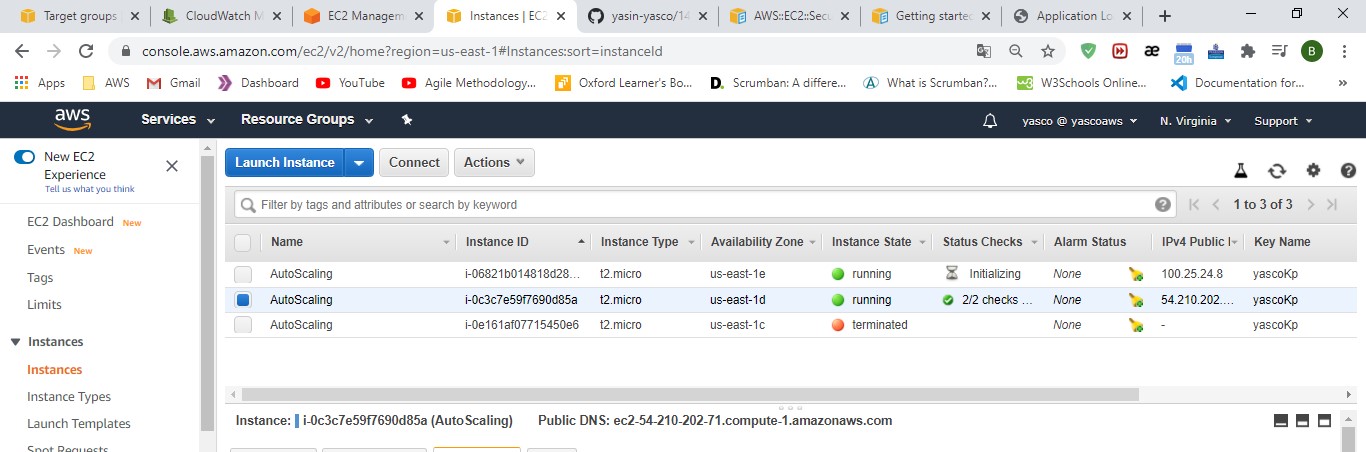 Target groups | CloudWatch M EC2 Managem Instances | EC2 yasin-yasco/14 AWS::EC2::Secu Getting starte Application Lo
console.aws.amazon.com/ec2/v2/home?region=us-east-1#Instances:sort=instanceId æ 20h B
Apps AWS Gmail Dashboard YouTube Agile Methodology... Oxford Learner's Bo... D. Scrumban: A differe... What is Scrumban?... W3Schools Online... Documentation for... »
aws Services Resource Groups yasco @ yascoaws N. Virginia Support
New EC2
Experience
Tell us what you think
Launch Instance Connect Actions
EC2 Dashboard New
Events New
Tags
Limits
Instances
Instances
Instance Types
Launch Templates
Spot Requests
Filter by tags and attributes or search by keyword 1 to 3 of 3
Name Instance ID Instance Type Availability Zone Instance State Status Checks Alarm Status IPv4 Public I Key Name
AutoScaling i-06821b014818d28... t2.micro us-east-1e running Initializing None 100.25.24.8 yascoKp
AutoScaling i-0c3c7e59f7690d85a t2.micro us-east-1d running 2/2 checks ... None 54.210.202.... yascoKp
AutoScaling i-0e161af07715450e6 t2.micro us-east-1c terminated None - yascoKp
Instance: i-0c3c7e59f7690d85a (AutoScaling) Public DNS: ec2-54-210-202-71.compute-1.amazonaws.com